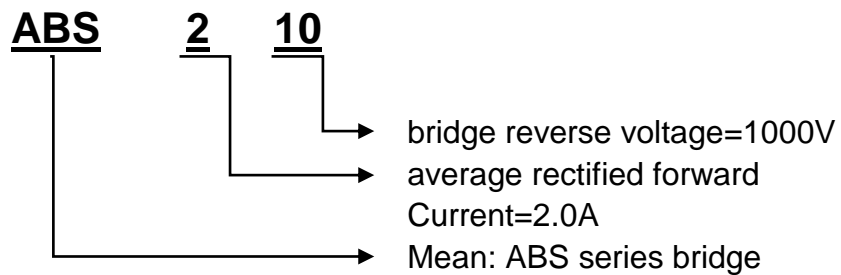 ABS 2 10
bridge reverse voltage=1000V
average rectified forward
Current=2.0A
Mean: ABS series bridge